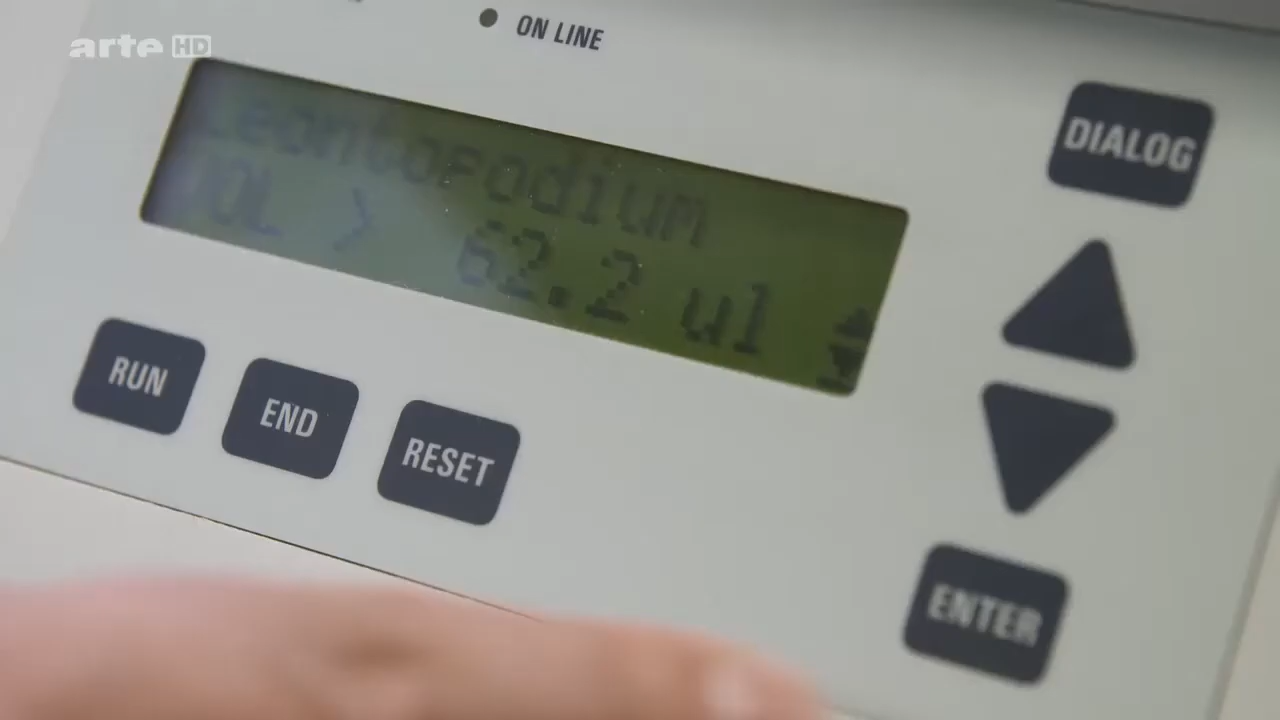 arte HD
ON LINE
DIALOG
Leontopodium
VOL > 62.2 ul
RUN
END
RESET
ENTER